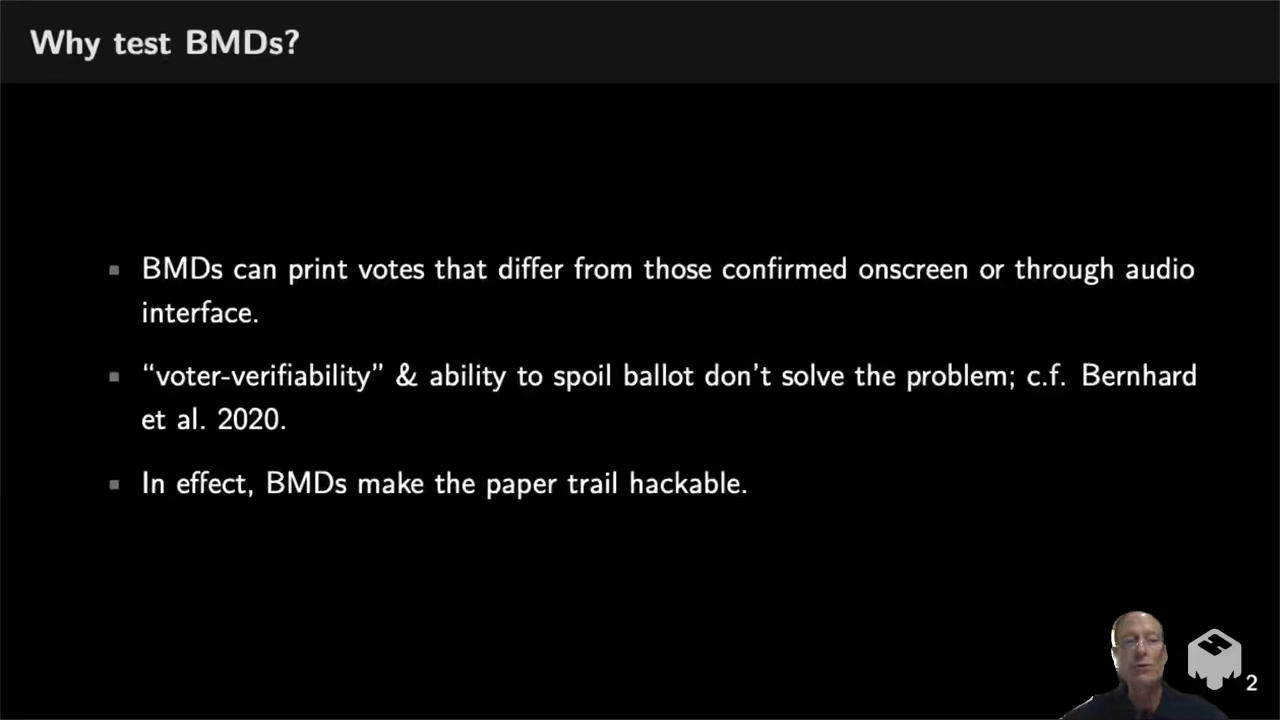 Why test BMDs?
BMDs can print votes that differ from those confirmed onscreen or through audio
interface.
“voter-verifiability” & ability to spoil ballot don’t solve the problem; c.f. Bernhard
et al. 2020.
In effect, BMDs make the paper trail hackable.
2